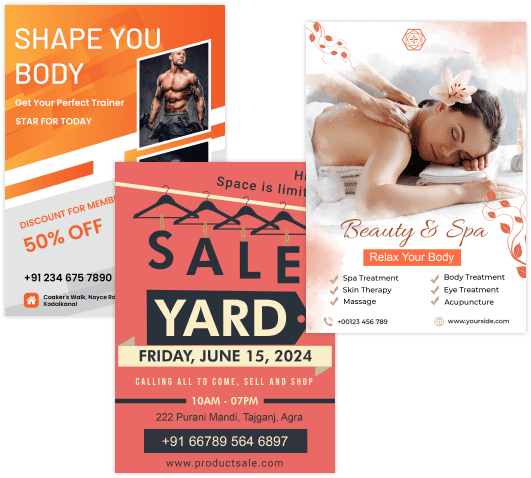 SHAPE YOU
BODY
Get Your Perfect Trainer
STAR FOR TODAY
DISCOUNT FOR MEMB
50% OFF
+91 234 675 7890
Coaker's Walk, Noyce Rd
Kodaikanal
Space is limit
SALE
YARD
FRIDAY, JUNE 15, 2024
CALLING ALL TO COME, SELL AND SHOP
10AM - 07PM
222 Purani Mandi, Tajganj, Agra
+91 66789 564 6897
www.productsale.com
Beauty & Spa
Relax Your Body
Spa Treatment
Skin Therapy
Massage
Body Treatment
Eye Treatment
Acupuncture
+00123 456 789
www.yourside.com